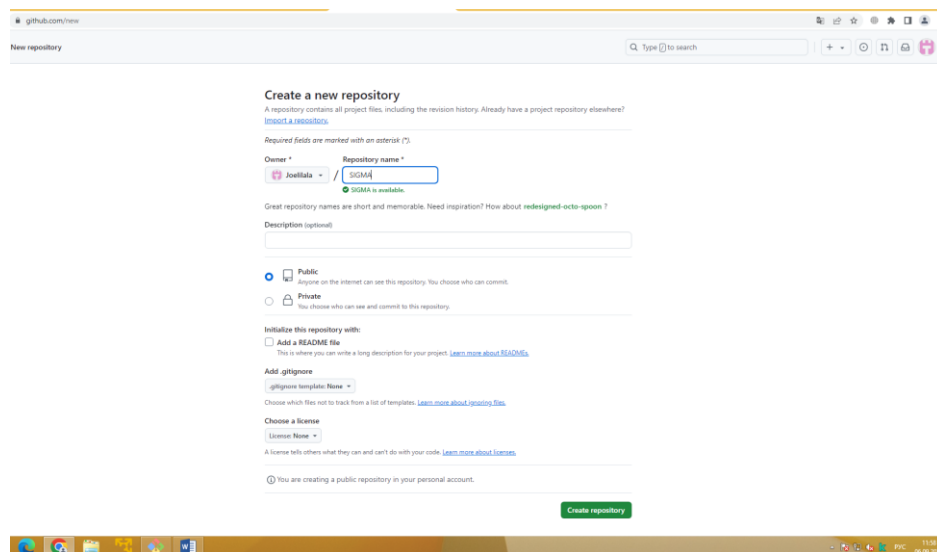 github.com/new
New repository
Type / to search
Create a new repository
A repository contains all project files, including the revision history. Already have a project repository elsewhere?
Import a repository.
Required fields are marked with an asterisk (*).
Owner * Repository name *
Joelilala / SIGMA
SIGMA is available.
Great repository names are short and memorable. Need inspiration? How about redesigned-octo-spoon ?
Description (optional)
Public
Anyone on the internet can see this repository. You choose who can commit.
Private
You choose who can see and commit to this repository.
Initialize this repository with:
Add a README file
This is where you can write a long description for your project. Learn more about READMEs.
Add .gitignore
.gitignore template: None
Choose which files not to track from a list of templates. Learn more about ignoring files.
Choose a license
License: None
A license tells others what they can and can't do with your code. Learn more about licenses.
You are creating a public repository in your personal account.
Create repository
РУС